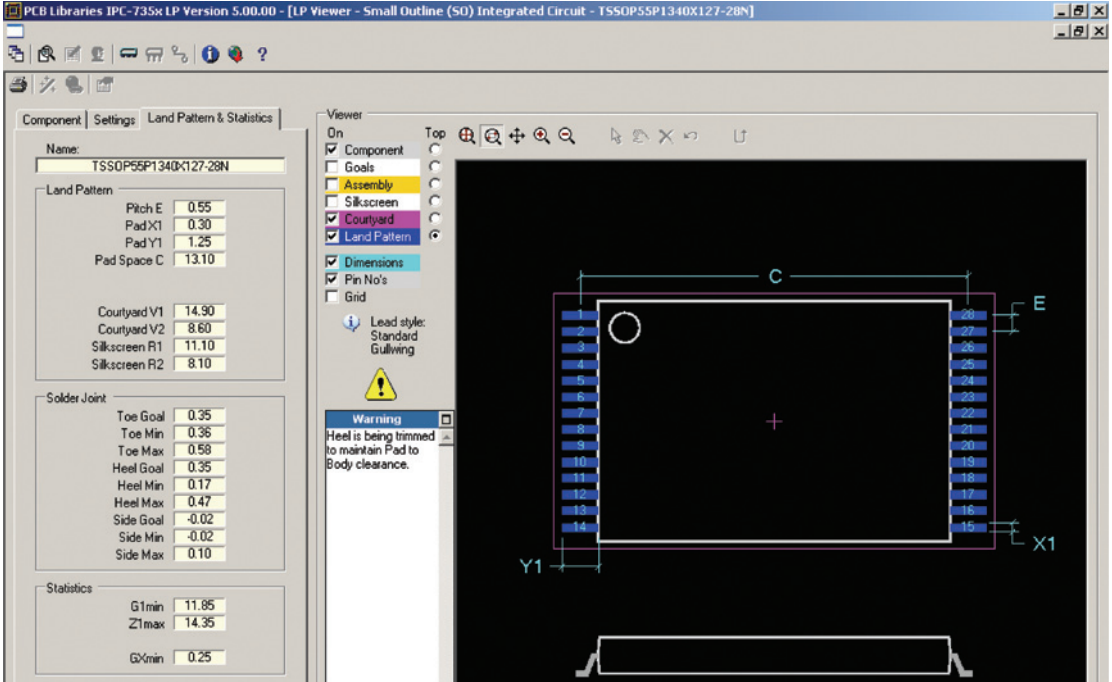 PCB Libraries IPC-735x LP Version 5.00.00 - [LP Viewer - Small Outline (SO) Integrated Circuit - TSSOP55P1340X127-28N]
Component Settings Land Pattern & Statistics
Name:
TSSOP55P1340X127-28N
Land Pattern
Pitch E 0.55
Pad X1 0.30
Pad Y1 1.25
Pad Space C 13.10
Courtyard V1 14.90
Courtyard V2 8.60
Silkscreen R1 11.10
Silkscreen R2 8.10
Solder Joint
Toe Goal 0.35
Toe Min 0.36
Toe Max 0.58
Heel Goal 0.35
Heel Min 0.17
Heel Max 0.47
Side Goal -0.02
Side Min -0.02
Side Max 0.10
Statistics
G1min 11.85
Z1max 14.35
GXmin 0.25
Viewer
On Top
Component
Goals
Assembly
Silkscreen
Courtyard
Land Pattern
Dimensions
Pin No's
Grid
Lead style:
Standard
Gullwing
Warning
Heel is being trimmed
to maintain Pad to
Body clearance.
C
E
1 28
2 27
3 26
4 25
5 24
6 23
7 22
8 21
9 20
10 19
11 18
12 17
13 16
14 15
X1
Y1